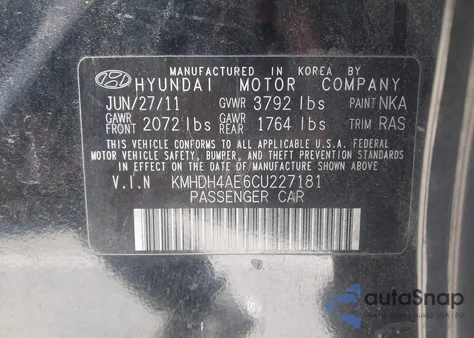 MANUFACTURED IN KOREA BY
HYUNDAI MOTOR COMPANY
JUN/27/11 GVWR 3792 lbs PAINT NKA
GAWR FRONT 2072 lbs GAWR REAR 1764 lbs TRIM RAS
THIS VEHICLE CONFORMS TO ALL APPLICABLE U.S.A. FEDERAL
MOTOR VEHICLE SAFETY, BUMPER, AND THEFT PREVENTION STANDARDS
IN EFFECT ON THE DATE OF MANUFACTURE SHOWN ABOVE.
V.I.N KMHDH4AE6CU227181
PASSENGER CAR
autoSnap